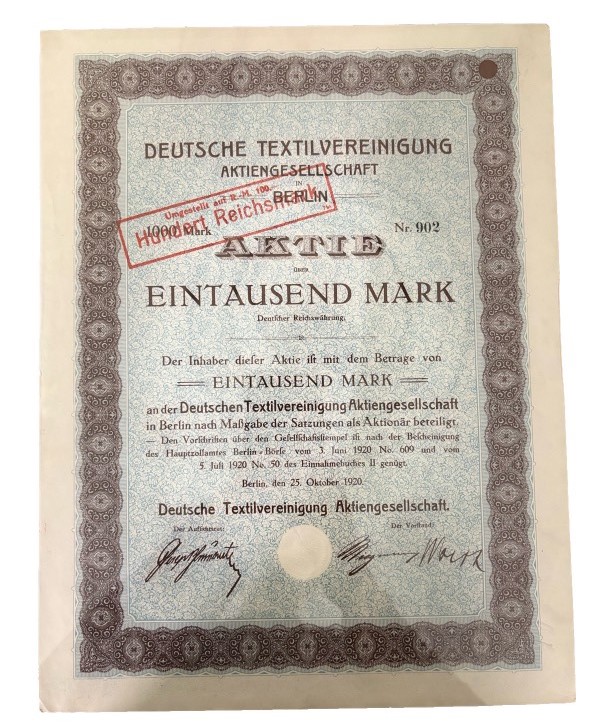 DEUTSCHE TEXTILVEREINIGUNG
AKTIENGESELLSCHAFT
IN
BERLIN
Umgestellt auf R.-M. 100.
Hundert Reichsmark
1000 Mark
Nr. 902
AKTIE
ÜBER
EINTAUSEND MARK
Deutscher Reichswährung.
Der Inhaber dieser Aktie ist mit dem Betrage von
EINTAUSEND MARK
an der Deutschen Textilvereinigung Aktiengesellschaft
in Berlin nach Maßgabe der Satzungen als Aktionär beteiligt.
— Den Vorschriften über den Gesellschaftstempel ist nach der Bescheinigung
des Hauptzollamtes Berlin-Börse vom 3. Juni 1920 No. 609 und vom
5. Juli 1920 No. 50 des Einnahmebuches II genügt.
Berlin, den 25. Oktober 1920.
Deutsche Textilvereinigung Aktiengesellschaft.
Der Aufsichtsrat:
Der Vorstand: